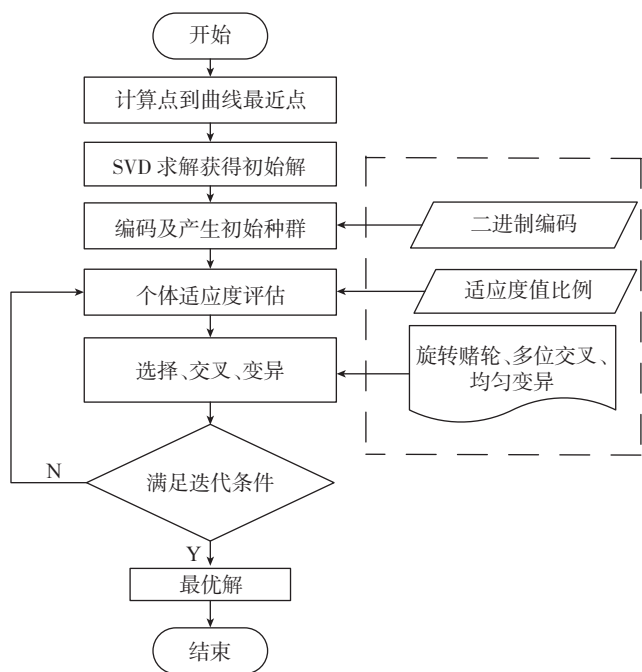 开始
计算点到曲线最近点
SVD 求解获得初始解
编码及产生初始种群
二进制编码
个体适应度评估
适应度值比例
选择、交叉、变异
旋转赌轮、多位交叉、
均匀变异
满足迭代条件
N
Y
最优解
结束